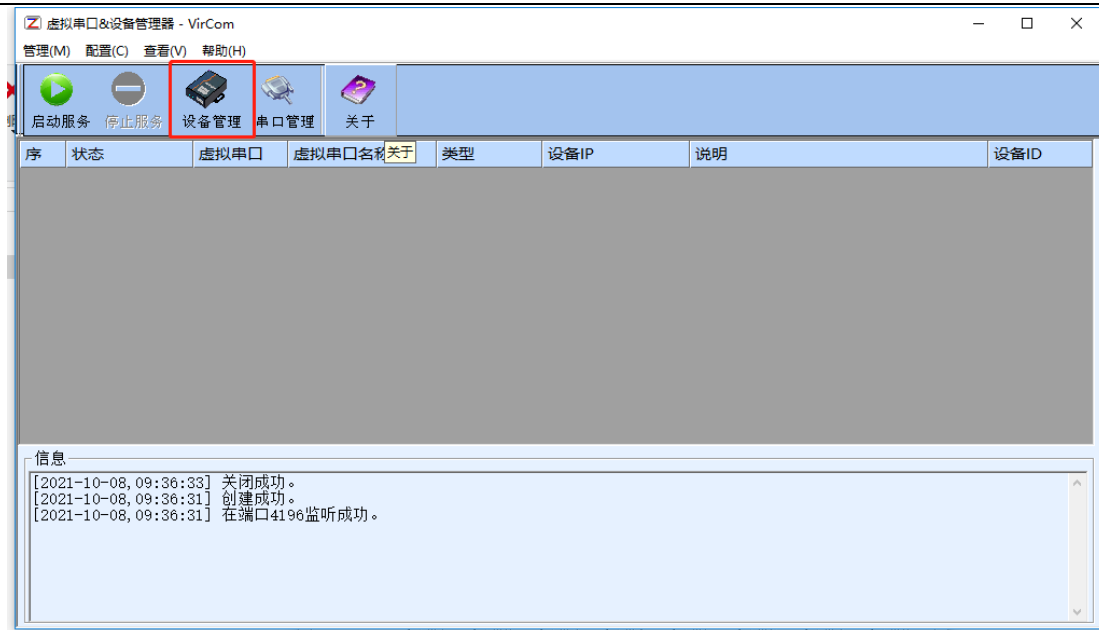 虚拟串口&设备管理器 - VirCom
管理(M) 配置(C) 查看(V) 帮助(H)
启动服务 停止服务 设备管理 串口管理 关于
序 状态 虚拟串口 虚拟串口名称 关于 类型 设备IP 说明 设备ID
信息
[2021-10-08,09:36:33] 关闭成功。
[2021-10-08,09:36:31] 创建成功。
[2021-10-08,09:36:31] 在端口4196监听成功。